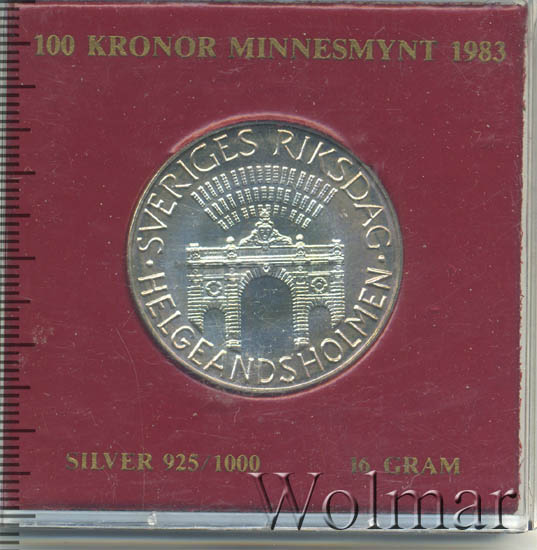 100 KRONOR MINNESMYNT 1983
· SVERIGES RIKSDAG ·
HELGEANDSHOLMEN
SILVER 925/1000 16 GRAM
Wolmar